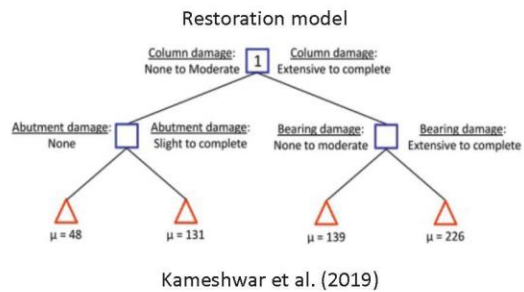 Restoration model
Column damage:
None to Moderate
1
Column damage:
Extensive to complete
Abutment damage:
None
Abutment damage:
Slight to complete
Bearing damage:
None to moderate
Bearing damage:
Extensive to complete
μ = 48
μ = 131
μ = 139
μ = 226
Kameshwar et al. (2019)